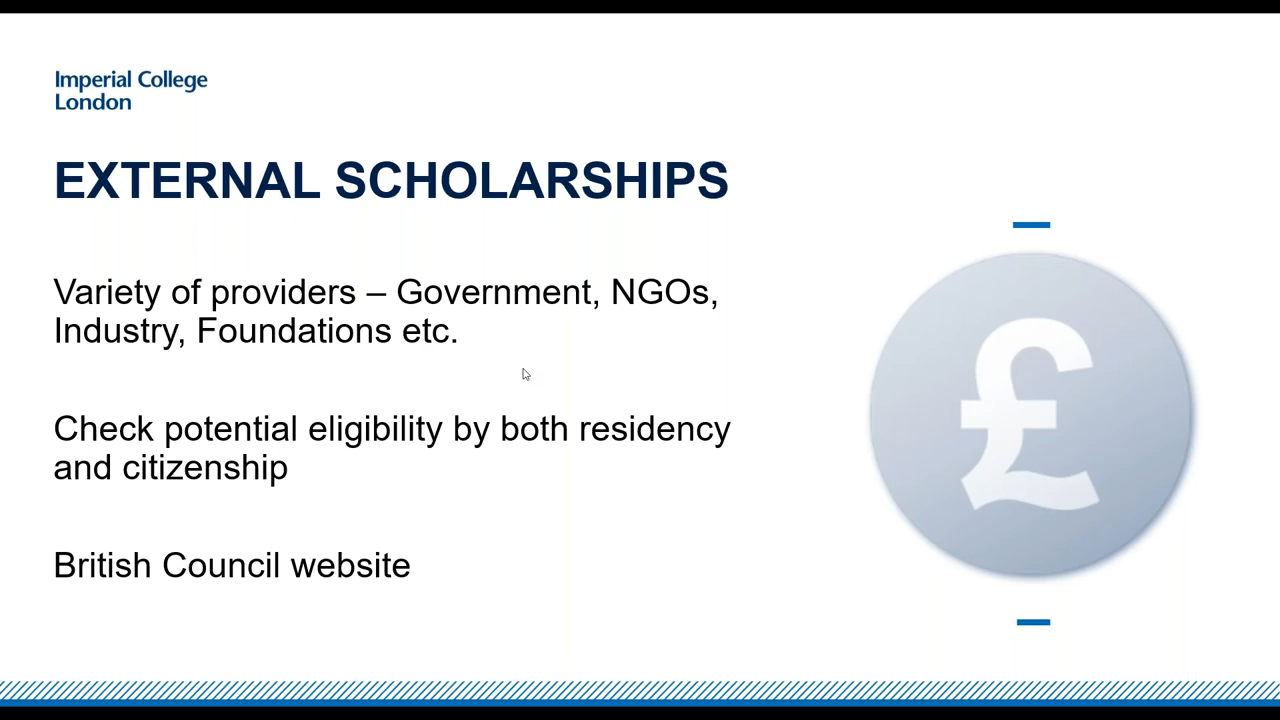 Imperial College
London
EXTERNAL SCHOLARSHIPS
Variety of providers – Government, NGOs,
Industry, Foundations etc.
Check potential eligibility by both residency
and citizenship
British Council website
£